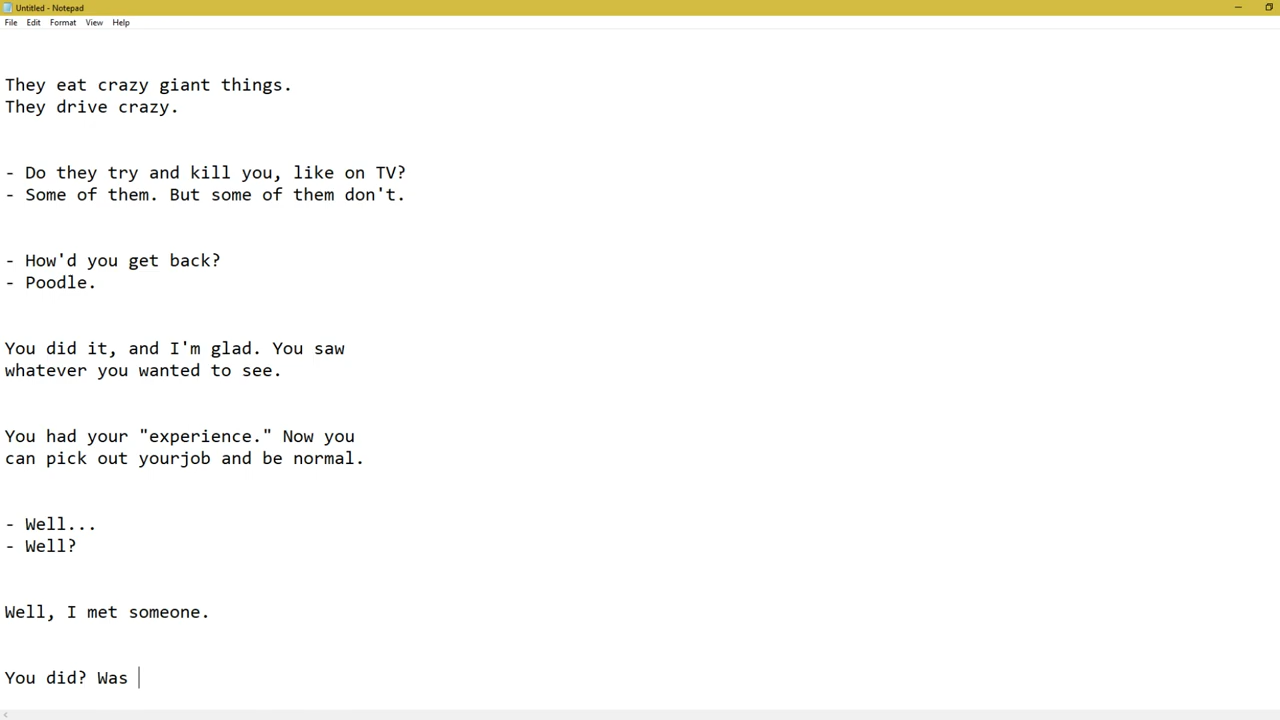 Untitled - Notepad
File Edit Format View Help
They eat crazy giant things.
They drive crazy.
- Do they try and kill you, like on TV?
- Some of them. But some of them don't.
- How'd you get back?
- Poodle.
You did it, and I'm glad. You saw
whatever you wanted to see.
You had your "experience." Now you
can pick out yourjob and be normal.
- Well...
- Well?
Well, I met someone.
You did? Was